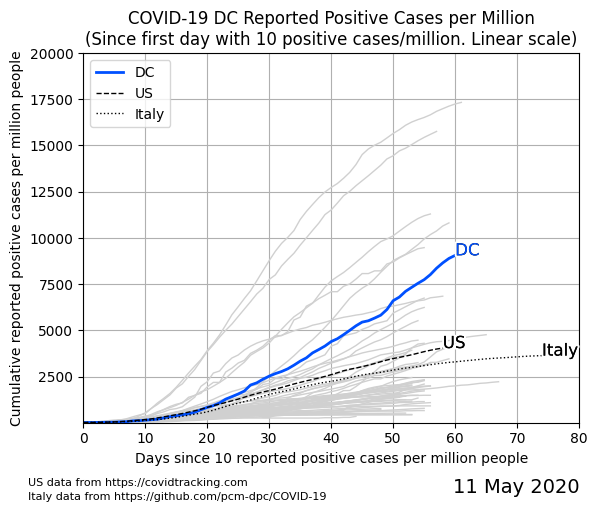 COVID-19 DC Reported Positive Cases per Million
(Since first day with 10 positive cases/million. Linear scale)
Cumulative reported positive cases per million people
20000
17500
15000
12500
10000
7500
5000
2500
DC
US
Italy
DC
US
Italy
0 10 20 30 40 50 60 70 80
Days since 10 reported positive cases per million people
US data from https://covidtracking.com
Italy data from https://github.com/pcm-dpc/COVID-19
11 May 2020